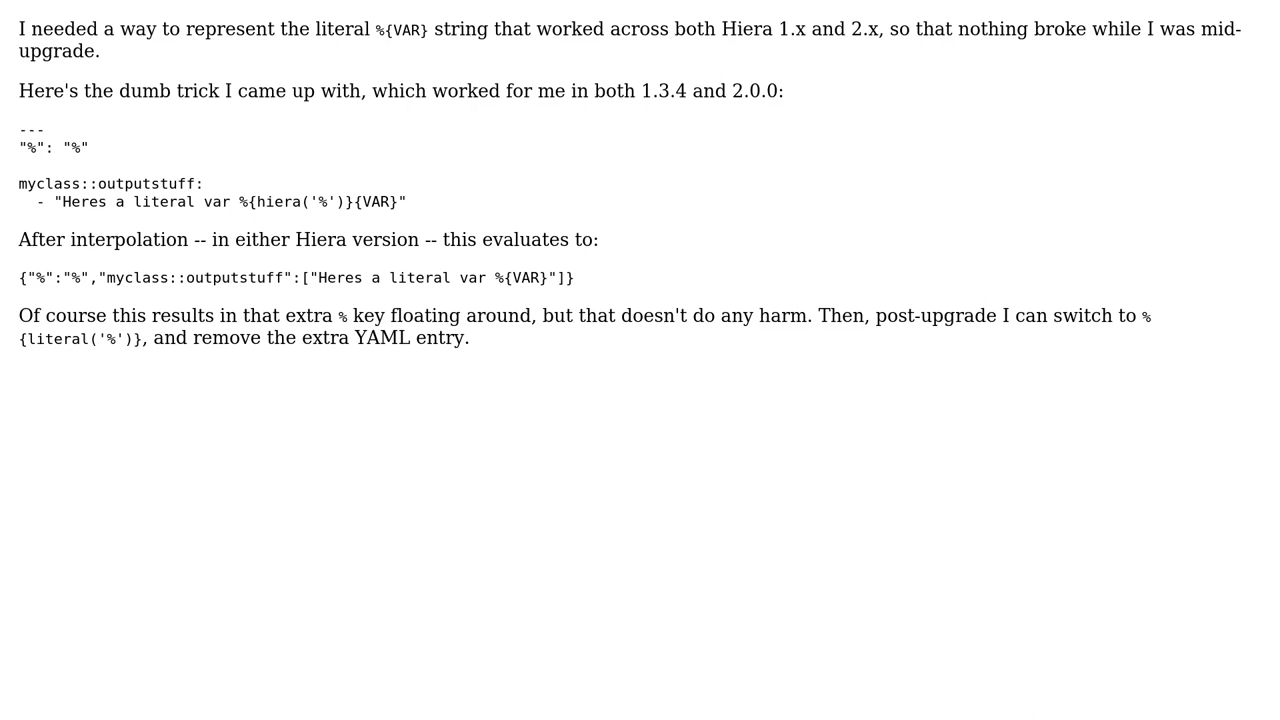 I needed a way to represent the literal %{VAR} string that worked across both Hiera 1.x and 2.x, so that nothing broke while I was mid-
upgrade.
Here's the dumb trick I came up with, which worked for me in both 1.3.4 and 2.0.0:
---
"%": "%"
myclass::outputstuff:
  - "Heres a literal var %{hiera('%')}{VAR}"
After interpolation -- in either Hiera version -- this evaluates to:
{"%":"%","myclass::outputstuff":["Heres a literal var %{VAR}"]}
Of course this results in that extra % key floating around, but that doesn't do any harm. Then, post-upgrade I can switch to %
{literal('%')}, and remove the extra YAML entry.